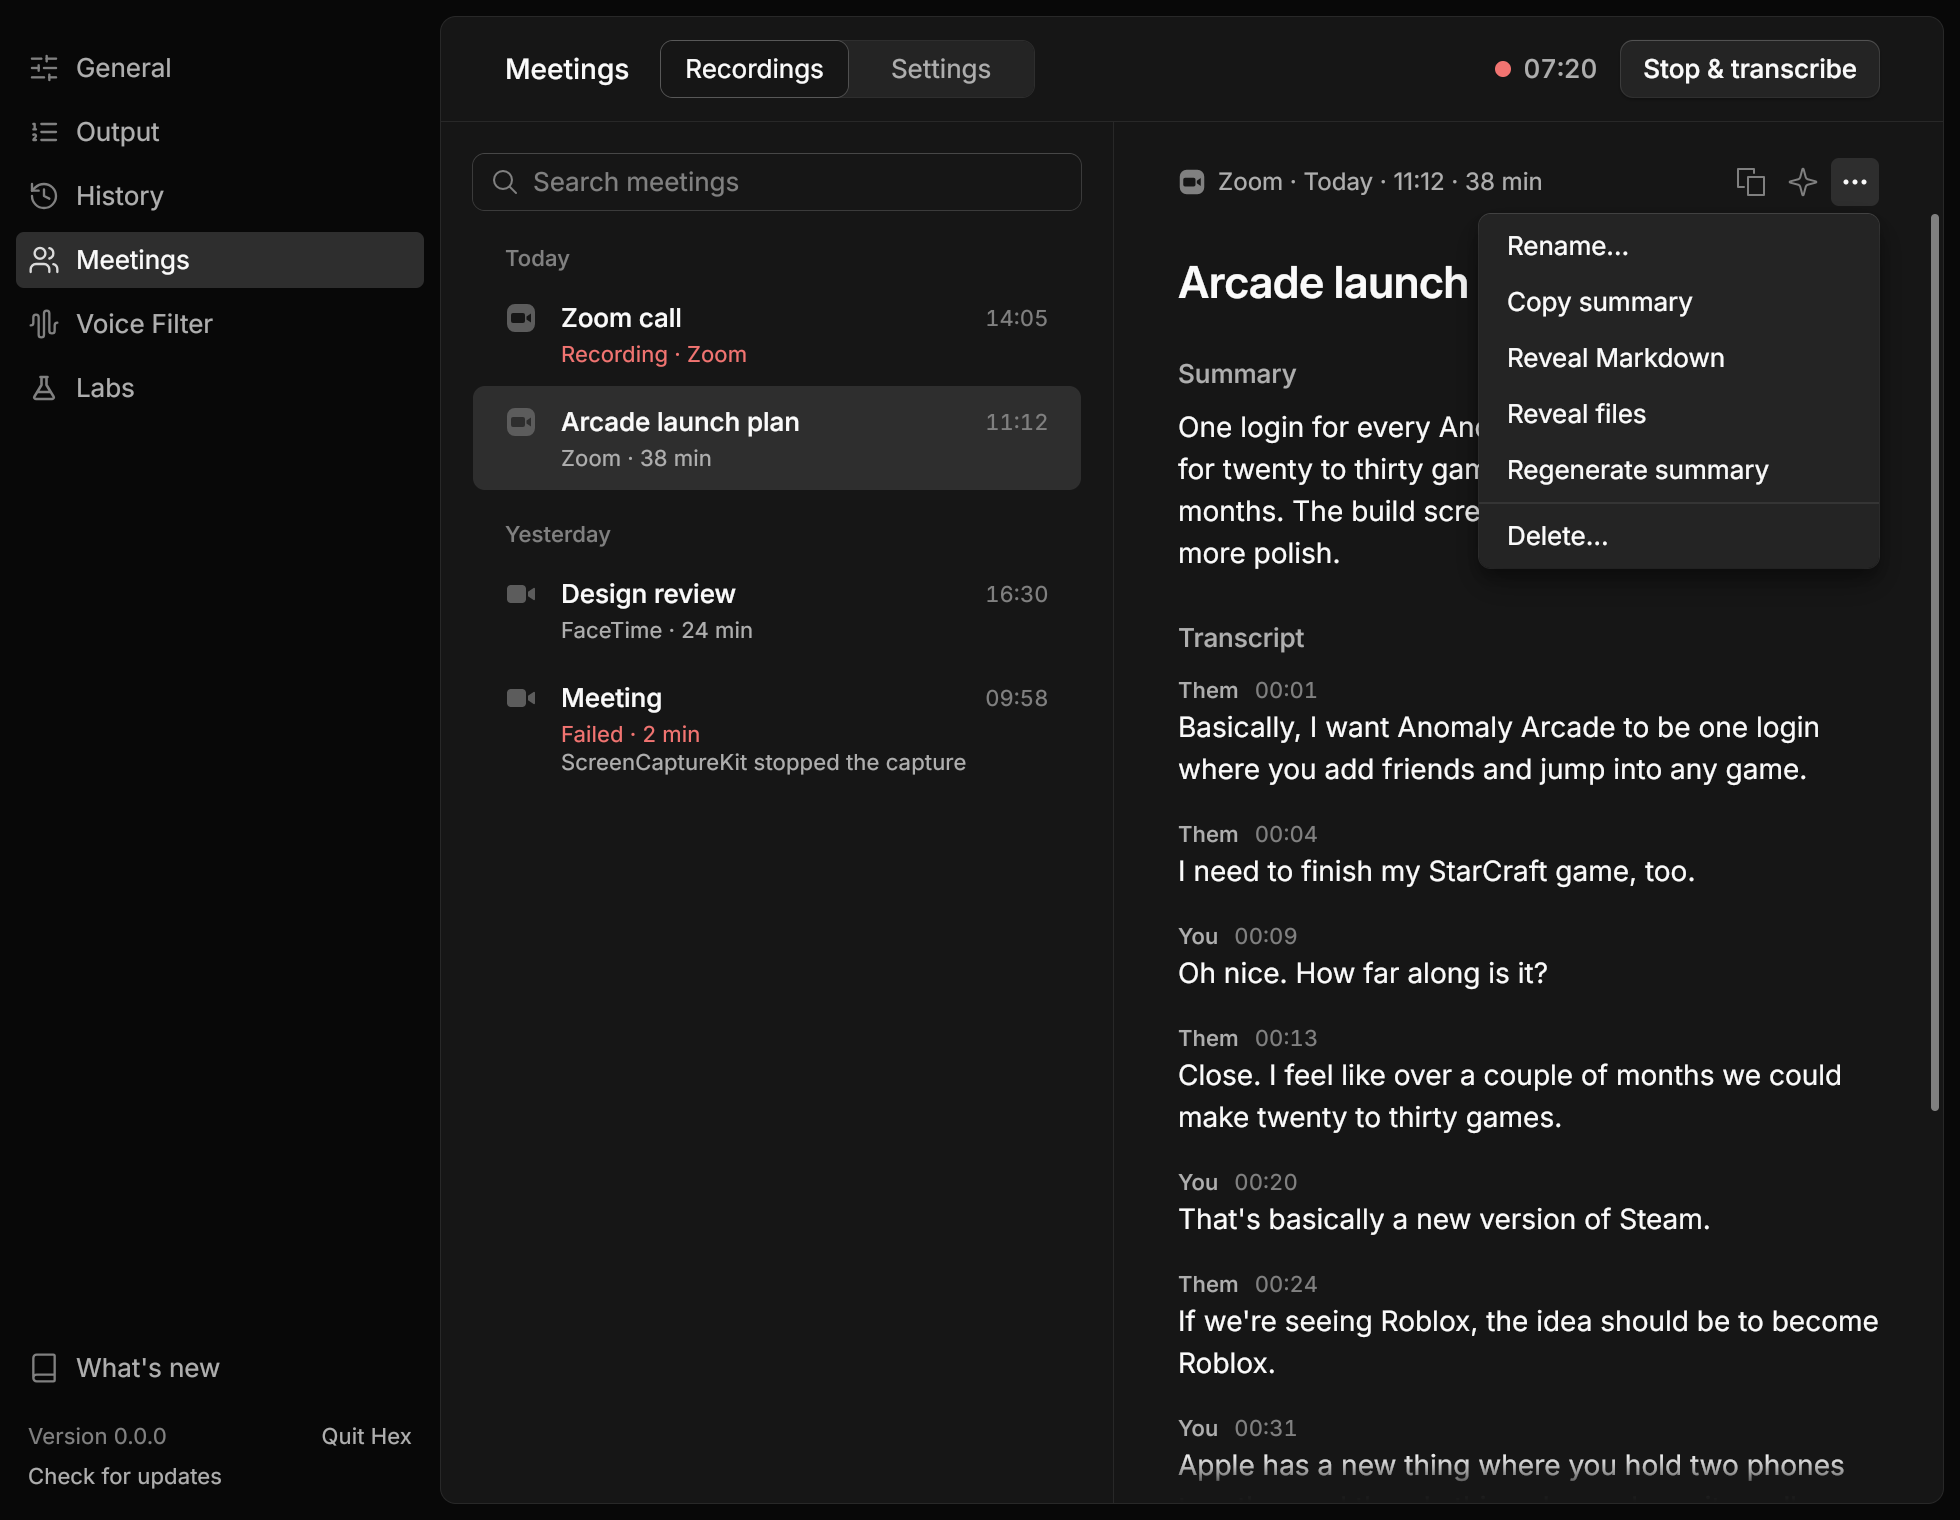 General
Output
History
Meetings
Voice Filter
Labs
What's new
Version 0.0.0
Quit Hex
Check for updates
Meetings
Recordings
Settings
07:20
Stop & transcribe
Search meetings
Today
Zoom call
14:05
Recording · Zoom
Arcade launch plan
11:12
Zoom · 38 min
Yesterday
Design review
16:30
FaceTime · 24 min
Meeting
09:58
Failed · 2 min
ScreenCaptureKit stopped the capture
Zoom · Today · 11:12 · 38 min
Rename...
Copy summary
Reveal Markdown
Reveal files
Regenerate summary
Delete...
Arcade launch
Summary
One login for every
for twenty to thirty
months. The build
more polish.
Transcript
Them 00:01
Basically, I want Anomaly Arcade to be one login
where you add friends and jump into any game.
Them 00:04
I need to finish my StarCraft game, too.
You 00:09
Oh nice. How far along is it?
Them 00:13
Close. I feel like over a couple of months we could
make twenty to thirty games.
You 00:20
That's basically a new version of Steam.
Them 00:24
If we're seeing Roblox, the idea should be to become
Roblox.
You 00:31
Apple has a new thing where you hold two phones